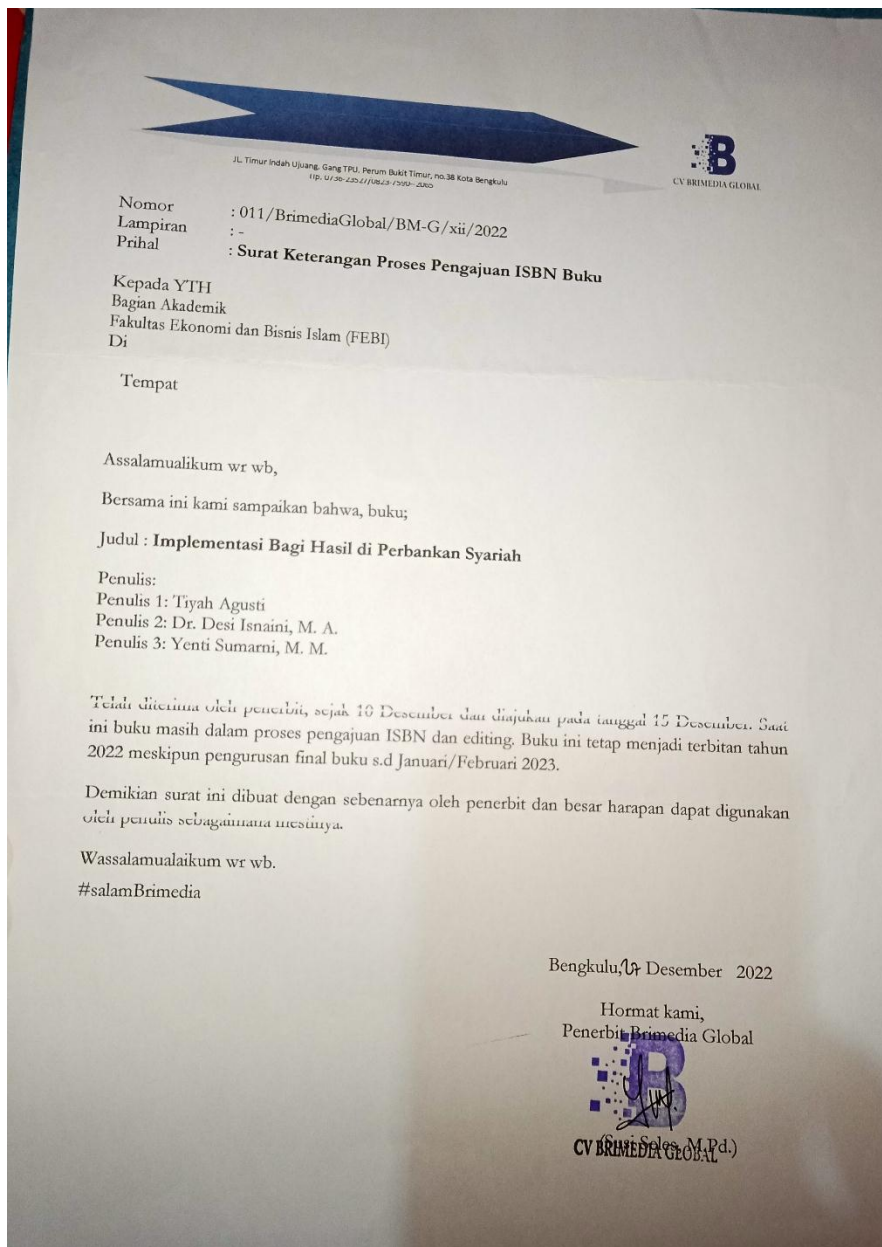 JL. Timur Indah Ujuang, Gang TPU. Perum Bukit Timur, no.38 Kota Bengkulu
CV BRIMEDIA GLOBAL
Nomor : 011/BrimediaGlobal/BM-G/xii/2022
Lampiran : -
Prihal : Surat Keterangan Proses Pengajuan ISBN Buku
Kepada YTH
Bagian Akademik
Fakultas Ekonomi dan Bisnis Islam (FEBI)
Di
Tempat
Assalamualikum wr wb,
Bersama ini kami sampaikan bahwa, buku;
Judul : Implementasi Bagi Hasil di Perbankan Syariah
Penulis:
Penulis 1: Tiyah Agusti
Penulis 2: Dr. Desi Isnaini, M. A.
Penulis 3: Yenti Sumarni, M. M.
Telah diterima oleh penerbit, sejak 10 Desember dan diajukan pada tanggal 15 Desember. Saat
ini buku masih dalam proses pengajuan ISBN dan editing. Buku ini tetap menjadi terbitan tahun
2022 meskipun pengurusan final buku s.d Januari/Februari 2023.
Demikian surat ini dibuat dengan sebenarnya oleh penerbit dan besar harapan dapat digunakan
oleh penulis sebagaimana mestinya.
Wassalamualaikum wr wb.
#salamBrimedia
Bengkulu, Desember 2022
Hormat kami,
Penerbit Brimedia Global
CV BRIMEDIA GLOBAL
M.Pd.)